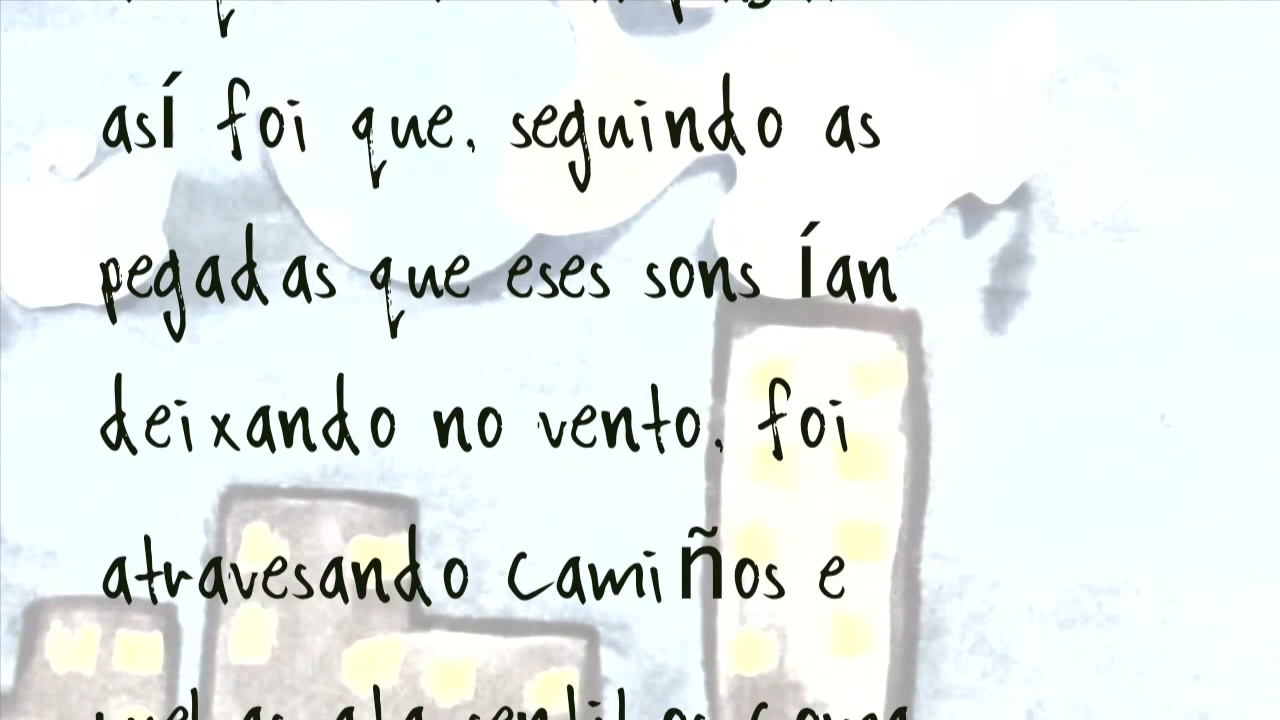 así foi que, seguindo as
pegadas que eses sons ían
deixando no vento, foi
atravesando camiños e